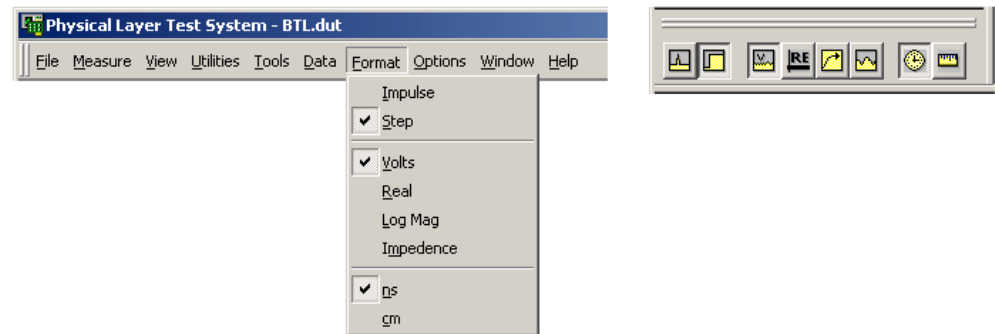 Physical Layer Test System - BTL.dut
File Measure View Utilities Tools Data Format Options Window Help
Impulse
Step
Volts
Real
Log Mag
Impedence
ns
cm
RE